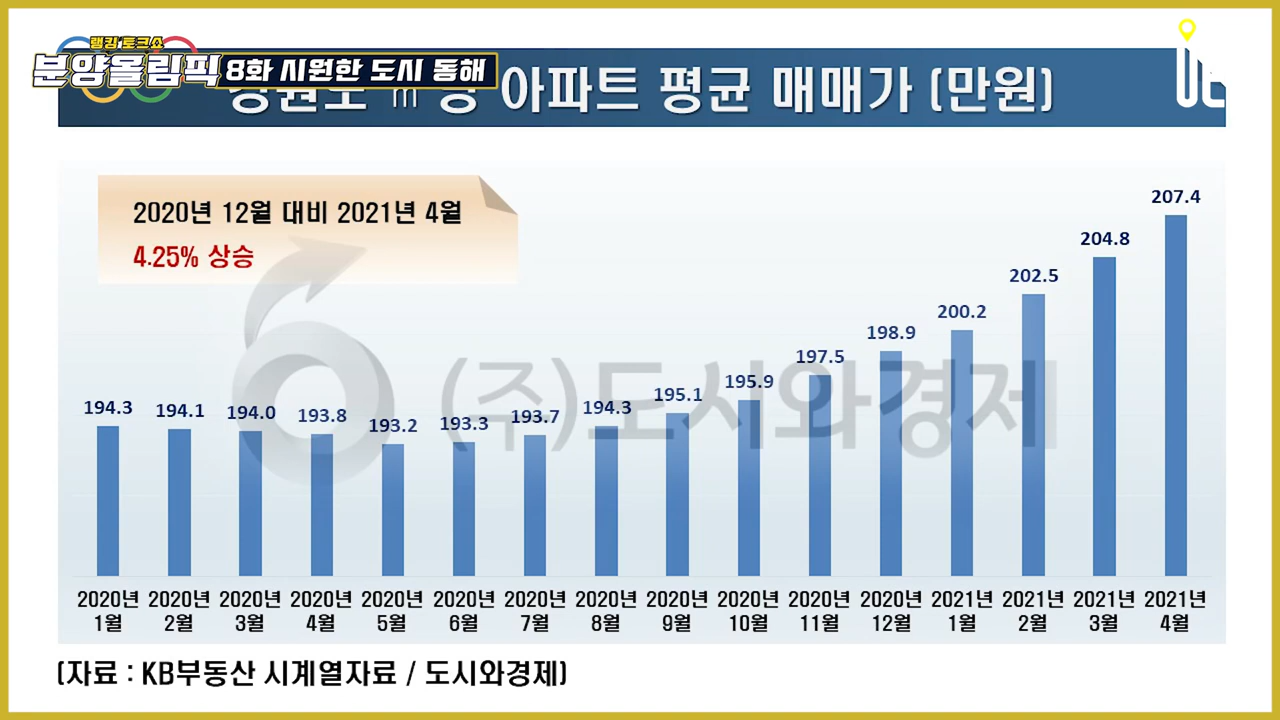 랭킹 토크쇼
분양올림픽 8화 시원한 도시 동해
아파트 평균 매매가 (만원)
2020년 12월 대비 2021년 4월
4.25% 상승
207.4
204.8
202.5
200.2
198.9
197.5
195.9
195.1
194.3 194.1 194.0 193.8 193.2 193.3 193.7 194.3
(주)도시와경제
2020년 2020년 2020년 2020년 2020년 2020년 2020년 2020년 2020년 2020년 2020년 2020년 2021년 2021년 2021년 2021년
1월 2월 3월 4월 5월 6월 7월 8월 9월 10월 11월 12월 1월 2월 3월 4월
(자료 : KB부동산 시계열자료 / 도시와경제)